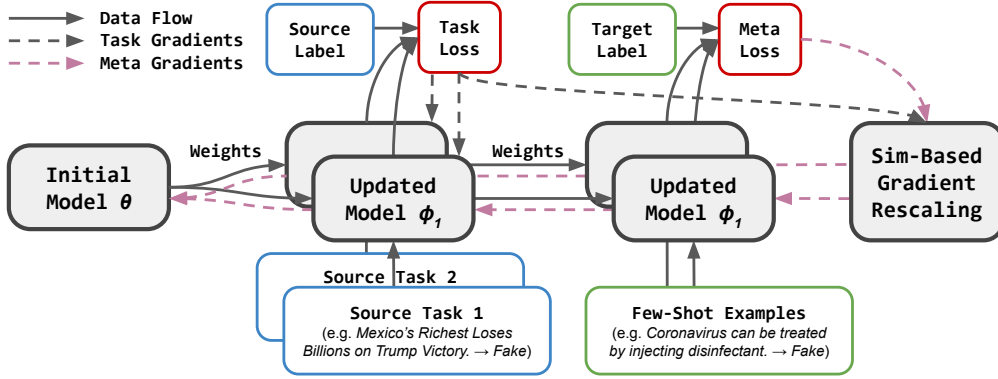 Data Flow
Task Gradients
Meta Gradients
Source
Label
Task
Loss
Target
Label
Meta
Loss
Weights
Weights
Initial
Model θ
Updated
Model ϕ1
Updated
Model ϕ1
Sim-Based
Gradient
Rescaling
Source Task 2
Source Task 1
(e.g. Mexico's Richest Loses
Billions on Trump Victory. → Fake)
Few-Shot Examples
(e.g. Coronavirus can be treated
by injecting disinfectant. → Fake)